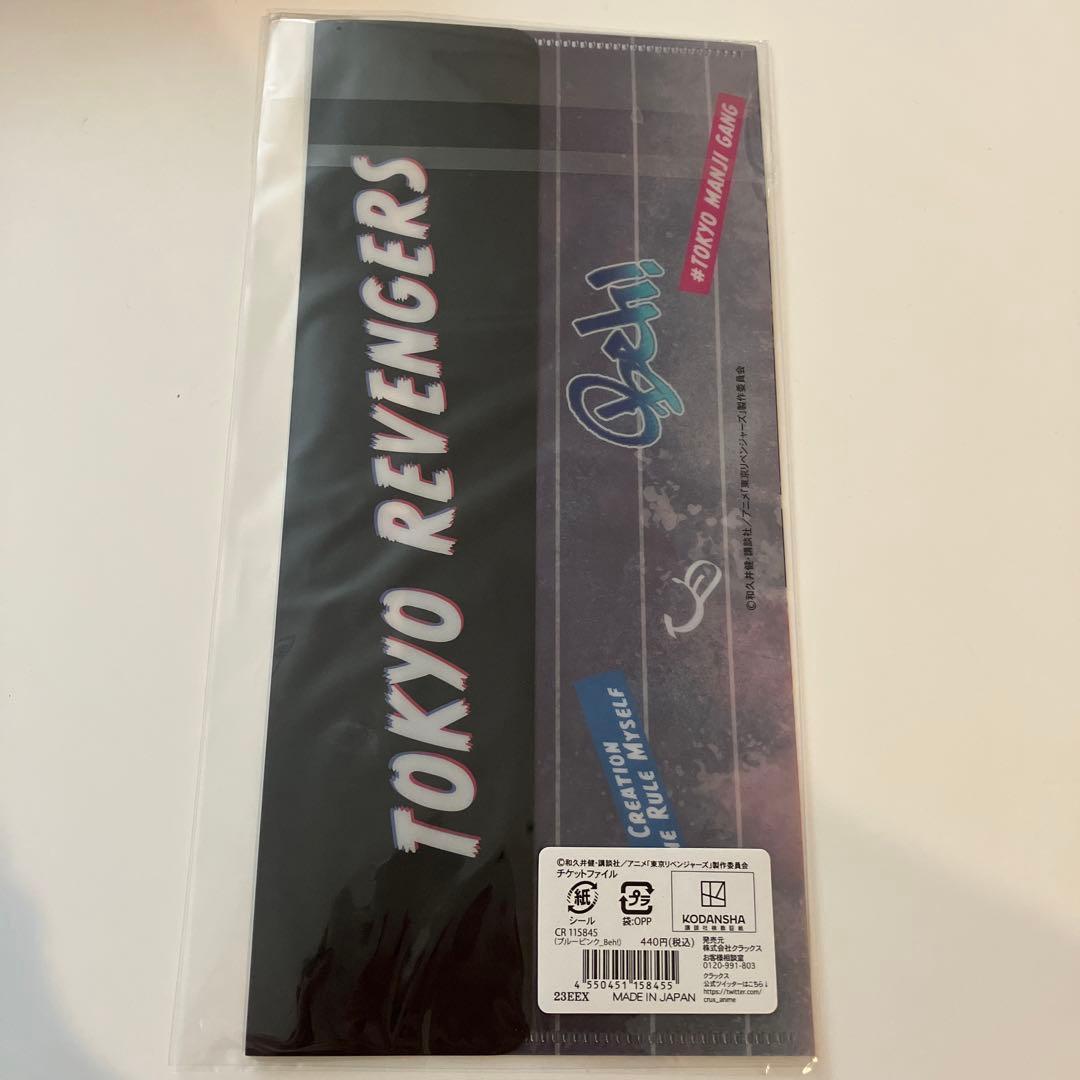 TOKYO REVENGERS
#TOKYO MANJI GANG
Beh!
©和久井健・講談社／アニメ「東京リベンジャーズ」製作委員会
CREATION
RULE MYSELF
©和久井健・講談社／アニメ「東京リベンジャーズ」製作委員会
チケットファイル
紙
シール
プラ
袋:OPP
KODANSHA
講談社複数証紙
CR 115845
(ブルーピンク_Beh!)
440円(税込)
発売元
株式会社クラックス
お客様相談室
0120-991-803
クラックス
公式ツイッターはこちら↓
https://twitter.com/
crux_anime
4 550451 158455
23EEX
MADE IN JAPAN